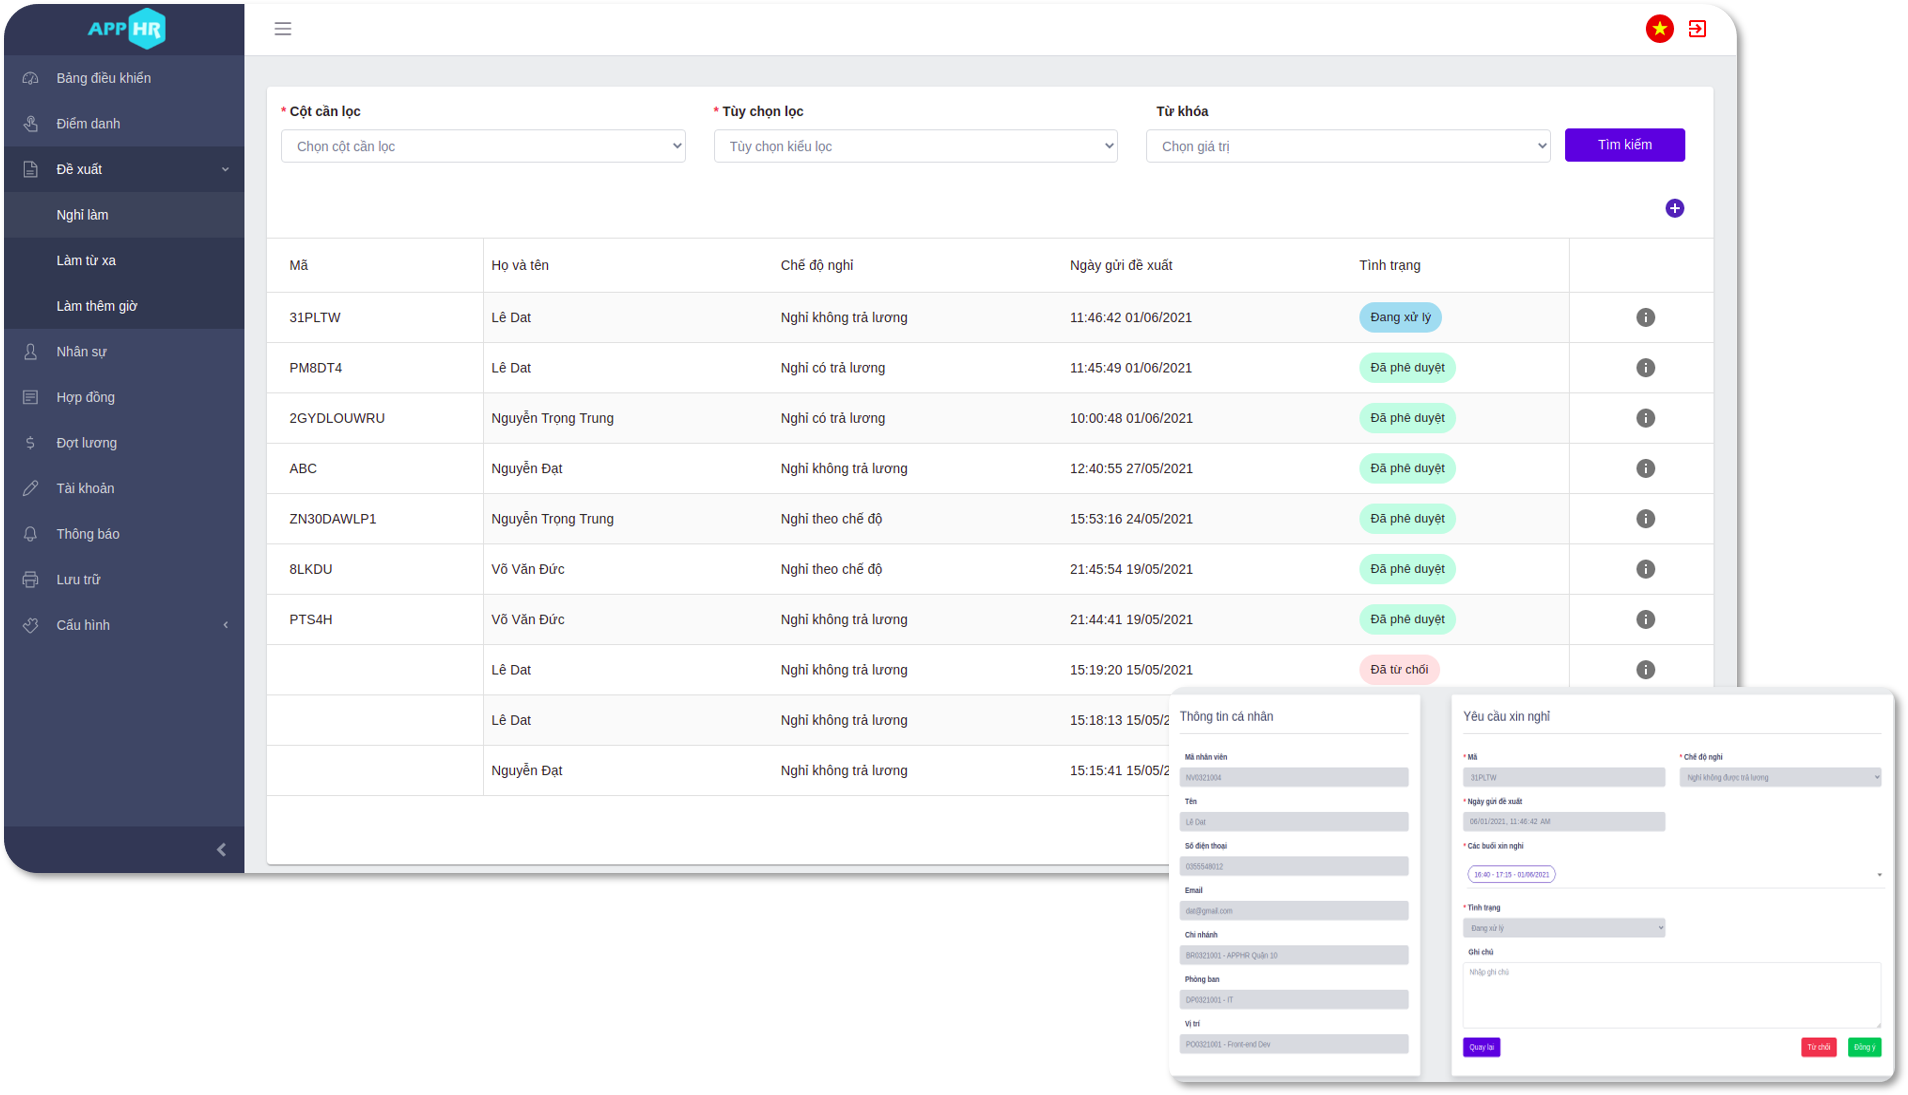 APP HR
Bảng điều khiển
Điểm danh
Đề xuất
Nghỉ làm
Làm từ xa
Làm thêm giờ
Nhân sự
Hợp đồng
Đợt lương
Tài khoản
Thông báo
Lưu trữ
Cấu hình
* Cột cần lọc
* Tùy chọn lọc
Từ khóa
Chọn cột cần lọc
Tùy chọn kiểu lọc
Chọn giá trị
Tìm kiếm
Mã Họ và tên Chế độ nghỉ Ngày gửi đề xuất Tình trạng
31PLTW Lê Dat Nghỉ không trả lương 11:46:42 01/06/2021 Đang xử lý
PM8DT4 Lê Dat Nghỉ có trả lương 11:45:49 01/06/2021 Đã phê duyệt
2GYDLOUWRU Nguyễn Trọng Trung Nghỉ có trả lương 10:00:48 01/06/2021 Đã phê duyệt
ABC Nguyễn Đạt Nghỉ không trả lương 12:40:55 27/05/2021 Đã phê duyệt
ZN30DAWLP1 Nguyễn Trọng Trung Nghỉ theo chế độ 15:53:16 24/05/2021 Đã phê duyệt
8LKDU Võ Văn Đức Nghỉ theo chế độ 21:45:54 19/05/2021 Đã phê duyệt
PTS4H Võ Văn Đức Nghỉ không trả lương 21:44:41 19/05/2021 Đã phê duyệt
Lê Dat Nghỉ không trả lương 15:19:20 15/05/2021 Đã từ chối
Lê Dat Nghỉ không trả lương 15:18:13 15/05/2
Nguyễn Đạt Nghỉ không trả lương 15:15:41 15/05/2
Thông tin cá nhân
Mã nhân viên
NV0321004
Tên
Lê Dat
Số điện thoại
0355548012
Email
dat@gmail.com
Chi nhánh
BR0321001 - APPHR Quận 10
Phòng ban
DP0321001 - IT
Vị trí
PO0321001 - Front-end Dev
Yêu cầu xin nghỉ
* Mã
* Chế độ nghỉ
31PLTW
Nghỉ không được trả lương
* Ngày gửi đề xuất
06/01/2021, 11:46:42 AM
* Các buổi xin nghỉ
16:40 - 17:15 - 01/06/2021
* Tình trạng
Đang xử lý
Ghi chú
Nhập ghi chú
Quay lại
Từ chối
Đồng ý